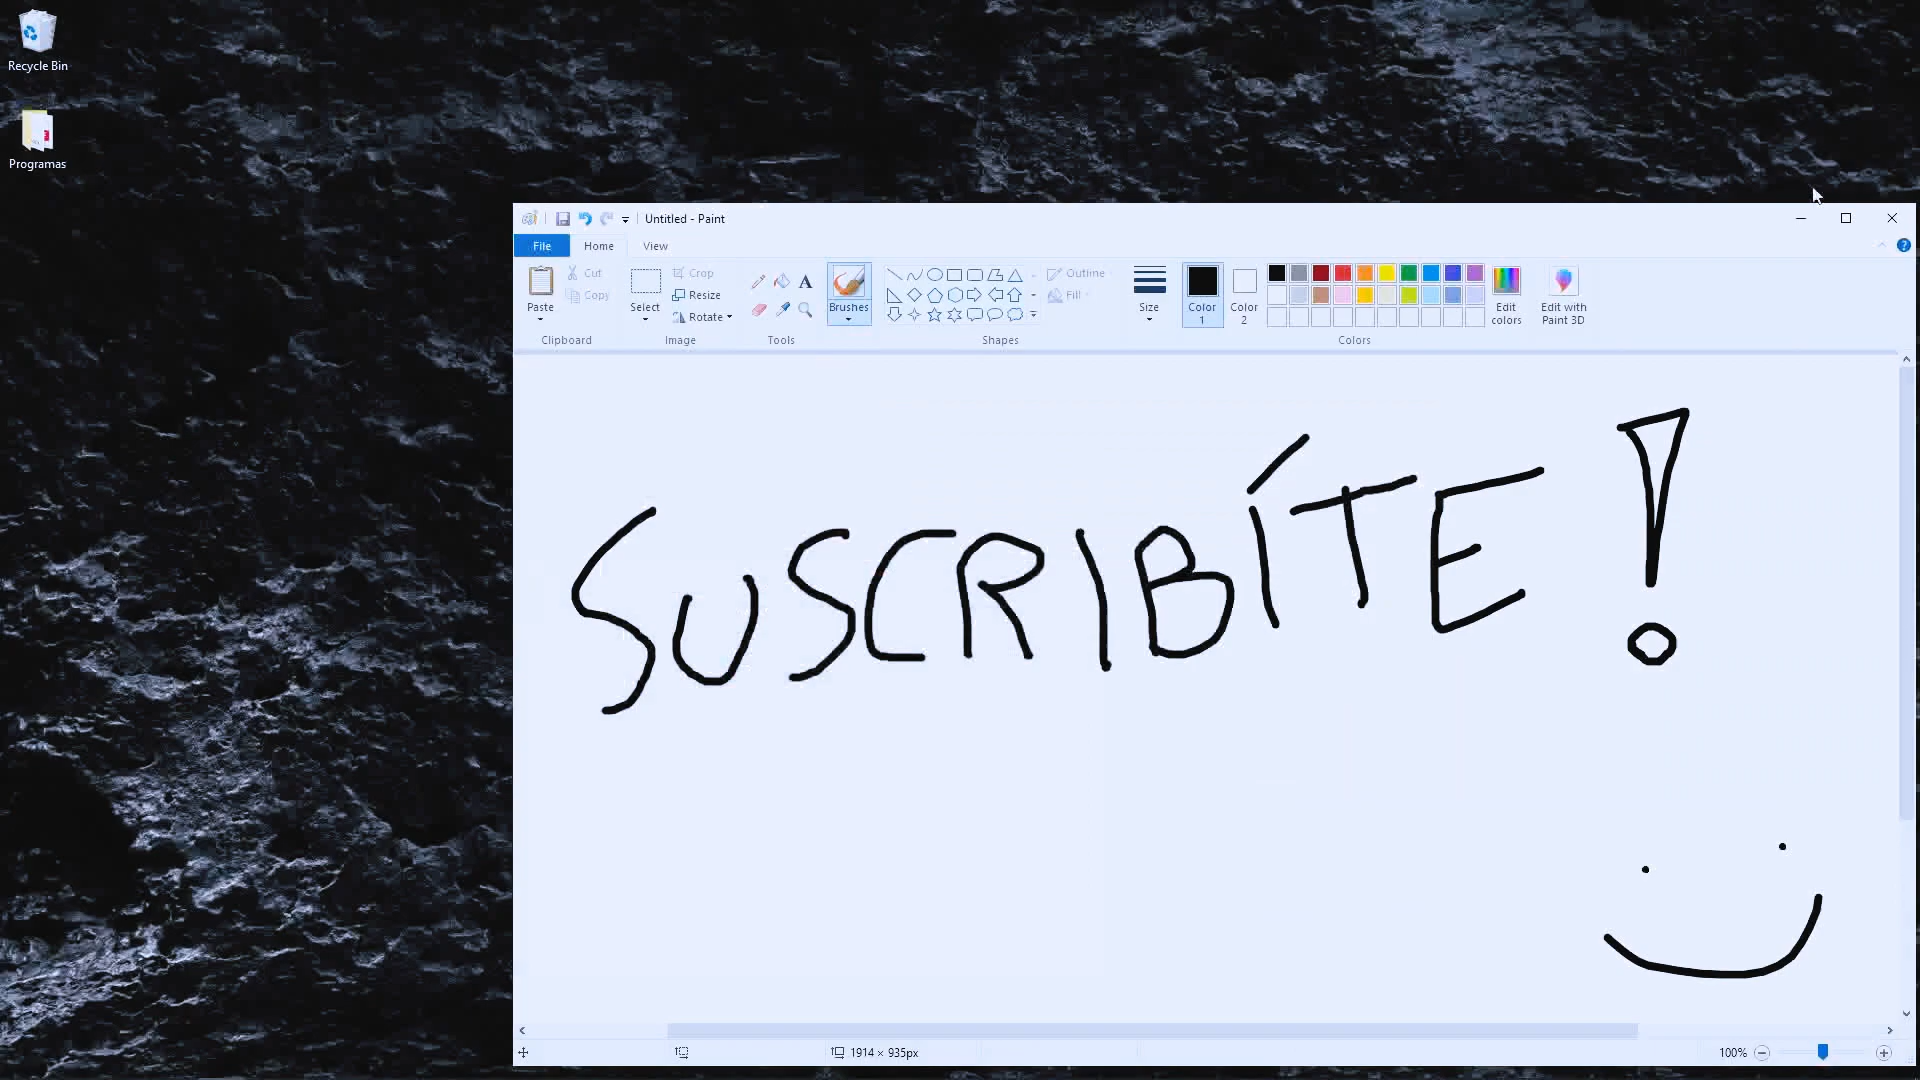 Recycle Bin
Programas
Untitled - Paint
File Home View
Paste
Cut
Copy
Clipboard
Select
Crop
Resize
Rotate
Image
A
Tools
Brushes
Outline
Fill
Shapes
Size
Color 1
Color 2
Edit colors
Edit with Paint 3D
Colors
?
SUSCRIBÍTE!
1914 × 935px
100%